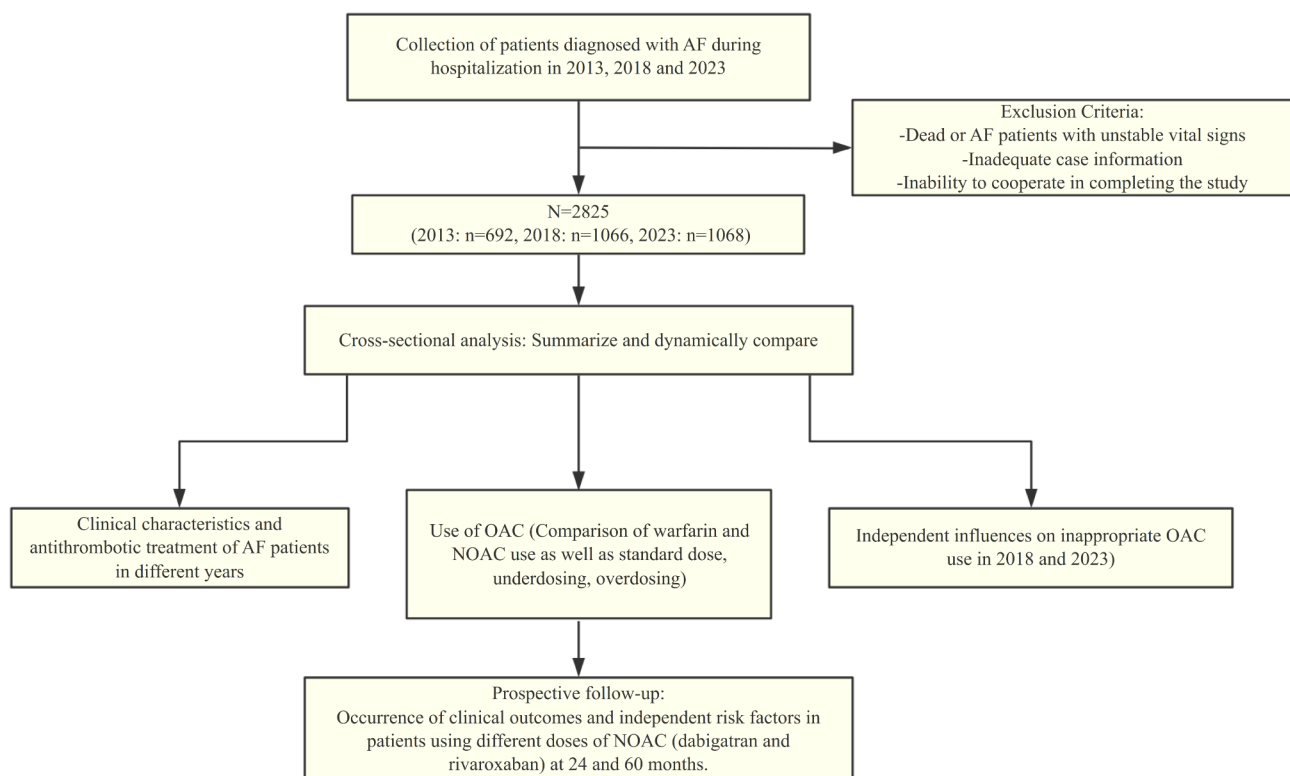 Collection of patients diagnosed with AF during
hospitalization in 2013, 2018 and 2023
Exclusion Criteria:
-Dead or AF patients with unstable vital signs
-Inadequate case information
-Inability to cooperate in completing the study
N=2825
(2013: n=692, 2018: n=1066, 2023: n=1068)
Cross-sectional analysis: Summarize and dynamically compare
Clinical characteristics and
antithrombotic treatment of AF patients
in different years
Use of OAC (Comparison of warfarin and
NOAC use as well as standard dose,
underdosing, overdosing)
Independent influences on inappropriate OAC
use in 2018 and 2023)
Prospective follow-up:
Occurrence of clinical outcomes and independent risk factors in
patients using different doses of NOAC (dabigatran and
rivaroxaban) at 24 and 60 months.